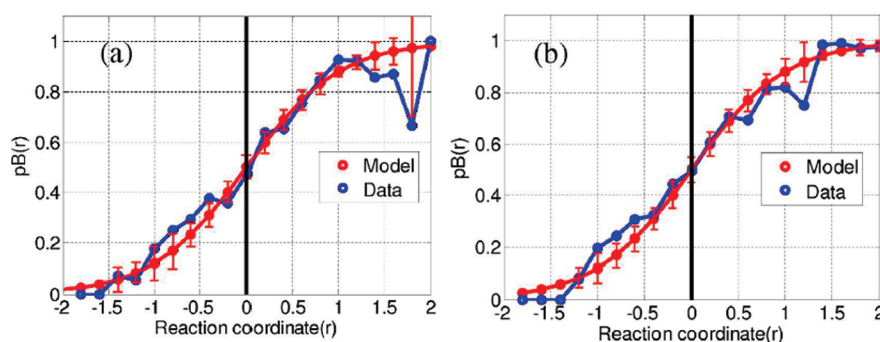 (a)
1
0.8
0.6
0.4
0.2
0
pB(r)
Model
Data
-2 -1.5 -1 -0.5 0 0.5 1 1.5 2
Reaction coordinate(r)
(b)
1
0.8
0.6
0.4
0.2
0
pB(r)
Model
Data
-2 -1.5 -1 -0.5 0 0.5 1 1.5 2
Reaction coordinate(r)